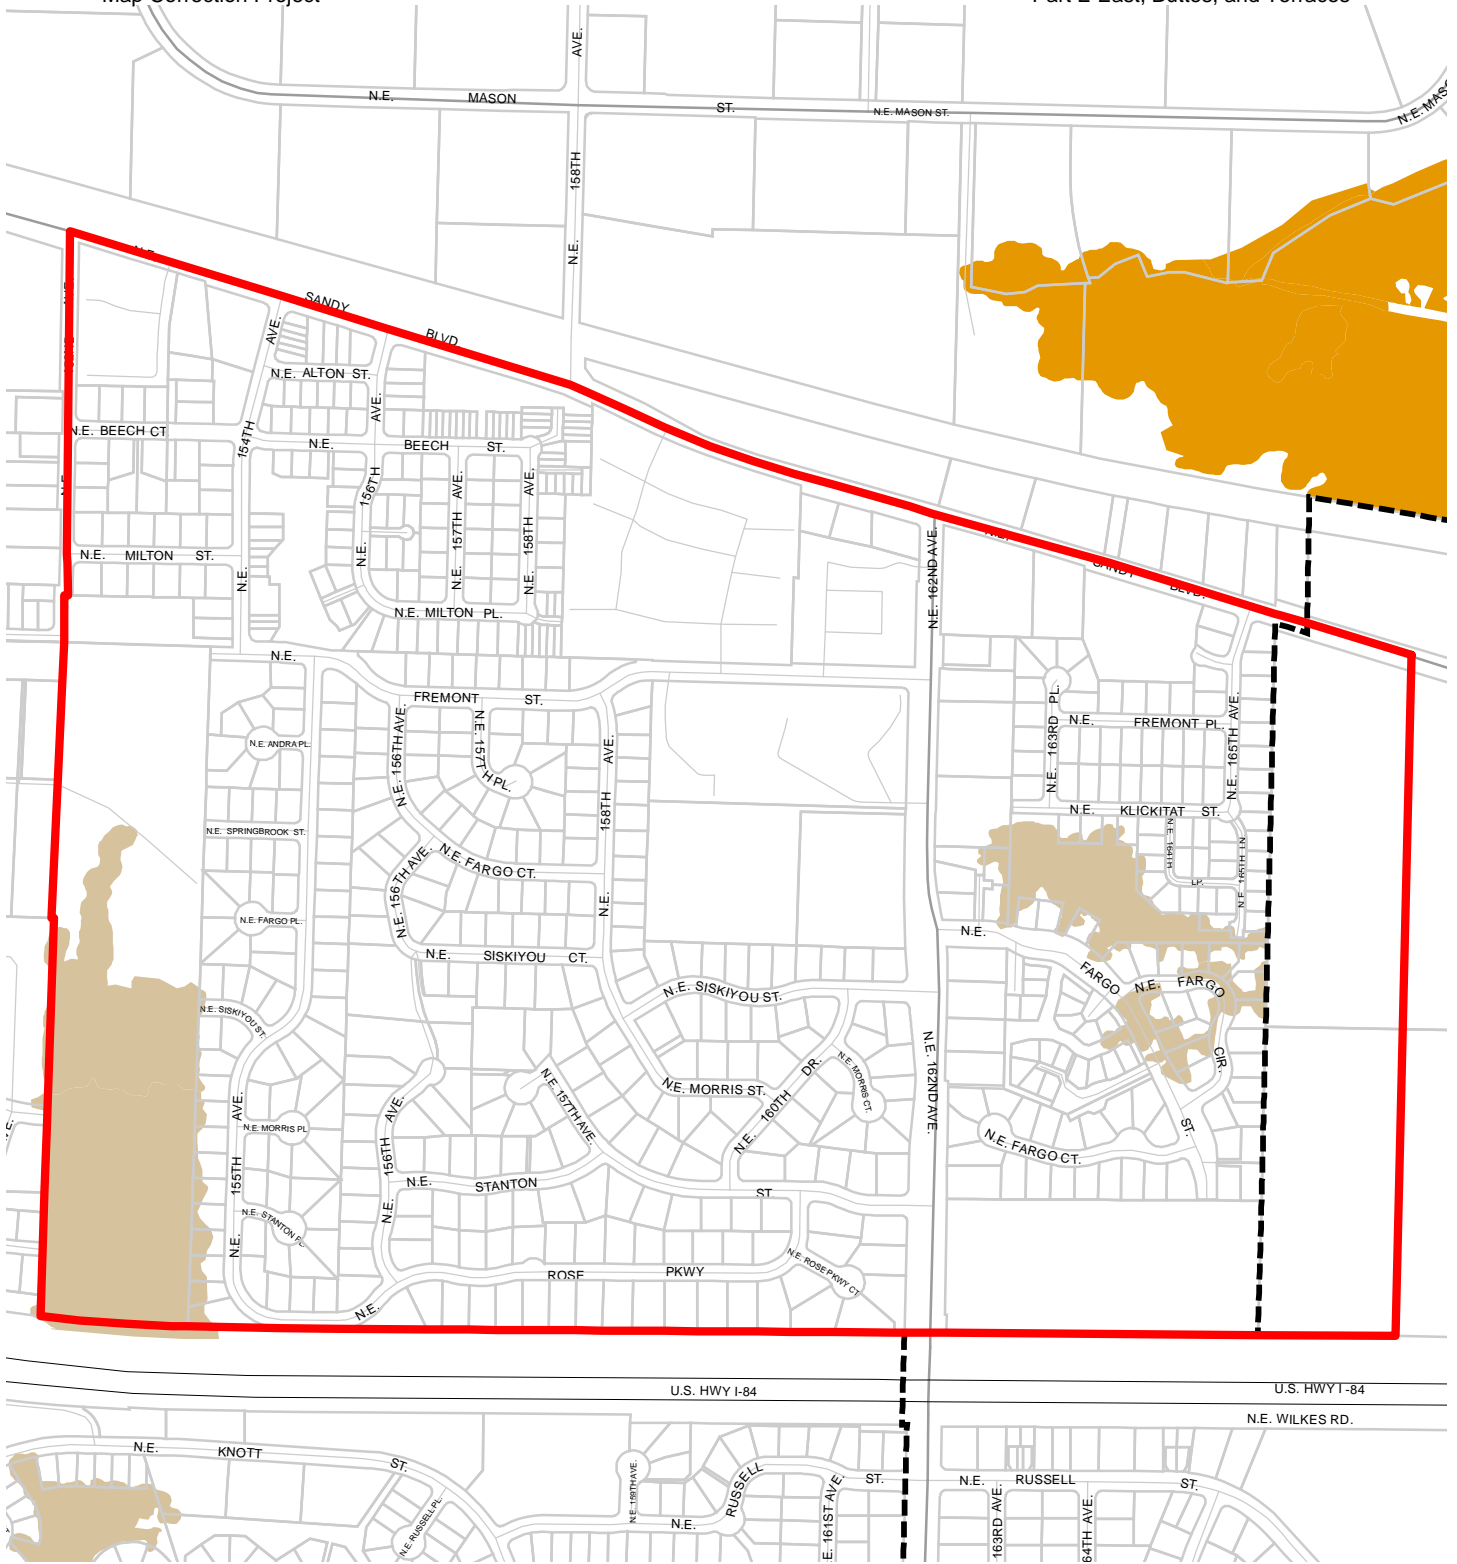 AVE.
N.E. MASON ST.
N.E. MASON ST.
158TH
N.E.
SANDY
BLVD.
AVE.
N.E. ALTON ST.
AVE.
N.E. BEECH CT
154TH
N.E. BEECH ST.
156TH
157TH AVE.
158TH AVE.
N.E. 162ND AVE.
N.E. MILTON ST.
N.E.
N.E.
N.E.
N.E.
N.E. MILTON PL.
N.E.
FREMONT ST.
N.E. 163RD PL.
N.E. FREMONT PL.
N.E. 165TH AVE.
N.E. ANDRA PL.
N.E. 156TH AVE.
N.E. 157TH PL.
158TH AVE.
N.E. KLICKITAT ST.
N.E. SPRINGBROOK ST.
N.E. 164TH
LP.
N.E. 165TH LN
N.E. 156TH AVE.
N.E. FARGO CT.
N.E.
N.E. FARGO PL.
N.E.
N.E. SISKIYOU CT.
FARGO
N.E. FARGO
CIR.
N.E. SISKIYOU ST.
N.E. SISKIYOU ST.
N.E. 162ND AVE.
N.E. 157TH AVE.
N.E. MORRIS ST.
N.E. 160TH DR.
N.E. MORRIS CT.
155TH AVE.
N.E. MORRIS PL
156TH AVE.
N.E. FARGO CT.
ST.
N.E. STANTON ST.
N.E.
N.E.
N.E. STANTON PL.
N.E. ROSE PKWY
N.E. ROSE PKWY CT
U.S. HWY I-84
U.S. HWY I-84
N.E. WILKES RD.
N.E. KNOTT ST.
N.E. RUSSELL PL.
N.E. 159TH AVE.
N.E. RUSSELL ST.
E. 161ST AVE.
N.E. RUSSELL ST.
163RD AVE.
64TH AVE.